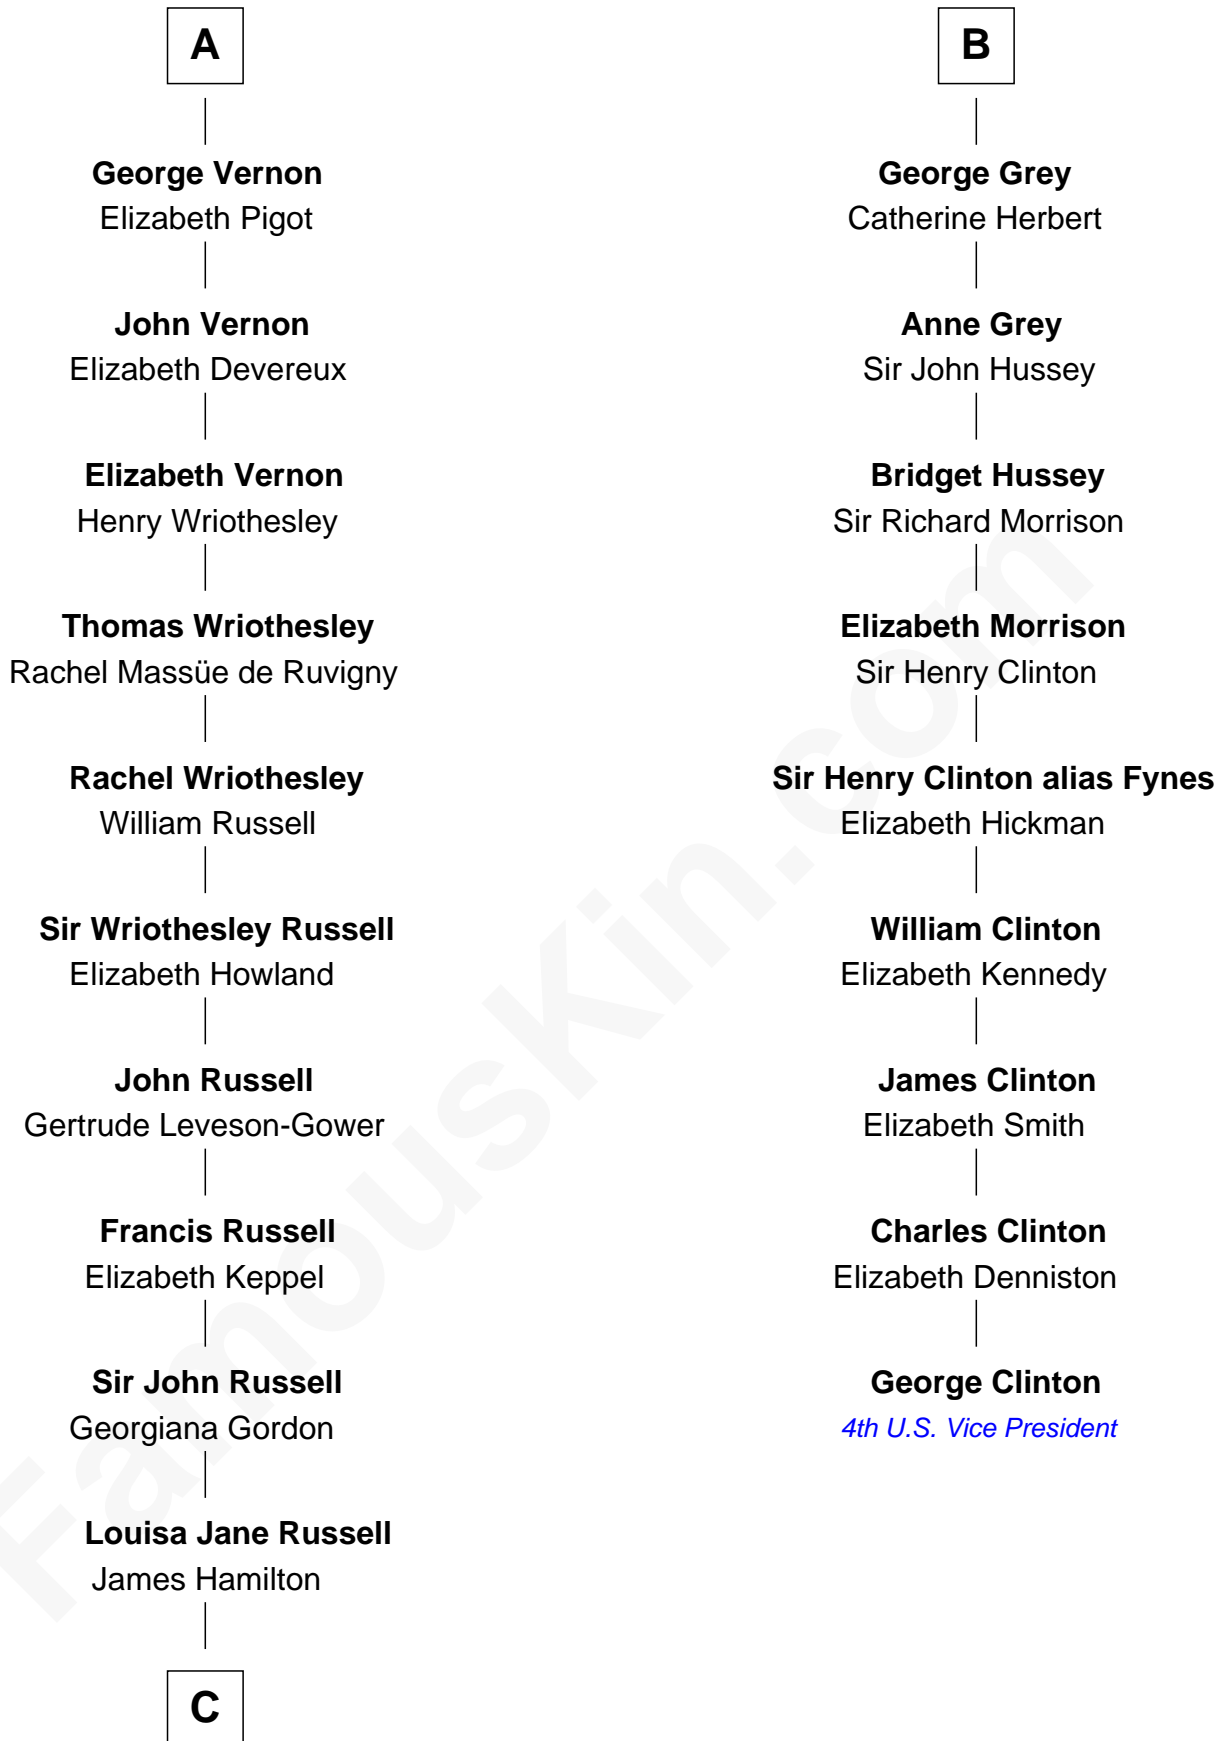 A
George Vernon
Elizabeth Pigot
John Vernon
Elizabeth Devereux
Elizabeth Vernon
Henry Wriothesley
Thomas Wriothesley
Rachel Massüe de Ruvigny
Rachel Wriothesley
William Russell
Sir Wriothesley Russell
Elizabeth Howland
John Russell
Gertrude Leveson-Gower
Francis Russell
Elizabeth Keppel
Sir John Russell
Georgiana Gordon
Louisa Jane Russell
James Hamilton
C
B
George Grey
Catherine Herbert
Anne Grey
Sir John Hussey
Bridget Hussey
Sir Richard Morrison
Elizabeth Morrison
Sir Henry Clinton
Sir Henry Clinton alias Fynes
Elizabeth Hickman
William Clinton
Elizabeth Kennedy
James Clinton
Elizabeth Smith
Charles Clinton
Elizabeth Denniston
George Clinton
4th U.S. Vice President
FamousKin.com